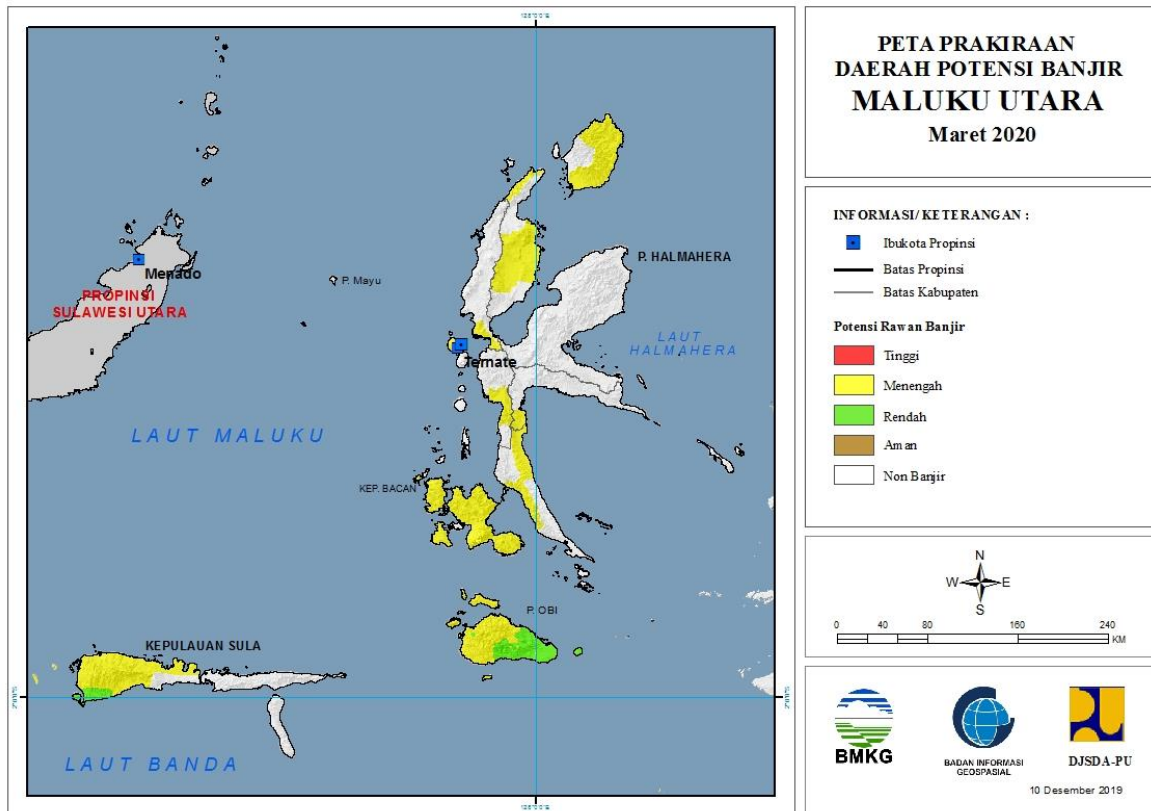 PETA PRAKIRAAN
DAERAH POTENSI BANJIR
MALUKU UTARA
Maret 2020
INFORMASI/ KETERANGAN :
Ibukota Propinsi
Batas Propinsi
Batas Kabupaten
Potensi Rawan Banjir
Tinggi
Menengah
Rendah
Aman
Non Banjir
N
W E
S
0 40 80 160 240
KM
BMKG
BADAN INFORMASI
GEOSPASIAL
DJSDA-PU
10 Desember 2019
Menado
PROPINSI
SULAWESI UTARA
P. Mayu
P. HALMAHERA
LAUT
HALMAHERA
Ternate
LAUT MALUKU
KEP. BACAN
P. OBI
KEPULAUAN SULA
LAUT BANDA